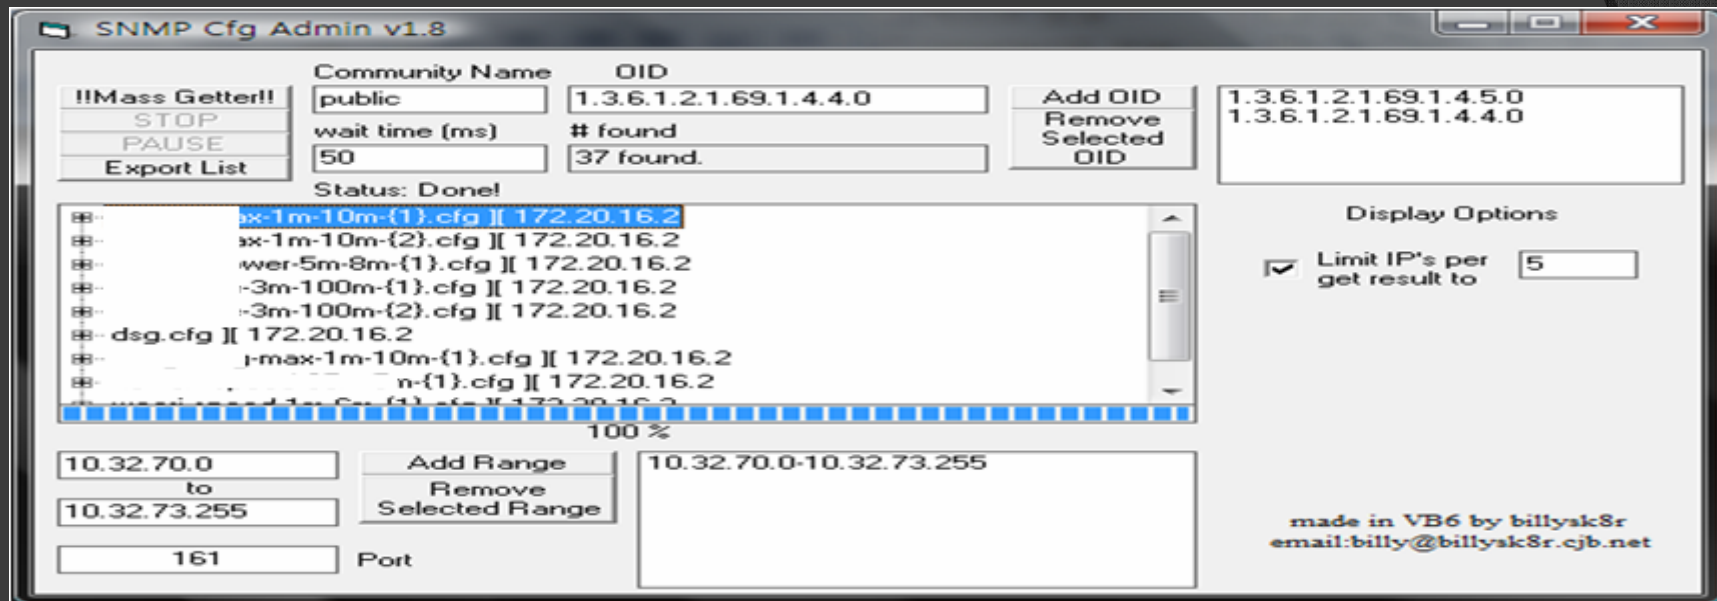 SNMP Cfg Admin v1.8
Community Name OID
!!Mass Getter!! public 1.3.6.1.2.1.69.1.4.4.0 Add OID
STOP
PAUSE
Export List
wait time (ms) # found
50 37 found.
Remove
Selected
OID
1.3.6.1.2.1.69.1.4.5.0
1.3.6.1.2.1.69.1.4.4.0
Status: Done!
ax-1m-10m-{1}.cfg ][ 172.20.16.2
ax-1m-10m-{2}.cfg ][ 172.20.16.2
wer-5m-8m-{1}.cfg ][ 172.20.16.2
-3m-100m-{1}.cfg ][ 172.20.16.2
-3m-100m-{2}.cfg ][ 172.20.16.2
dsg.cfg ][ 172.20.16.2
-max-1m-10m-{1}.cfg ][ 172.20.16.2
n-{1}.cfg ][ 172.20.16.2
100 %
Display Options
Limit IP's per
get result to
5
10.32.70.0
to
10.32.73.255
Add Range
Remove
Selected Range
10.32.70.0-10.32.73.255
161 Port
made in VB6 by billysk8r
email:billy@billysk8r.cjb.net